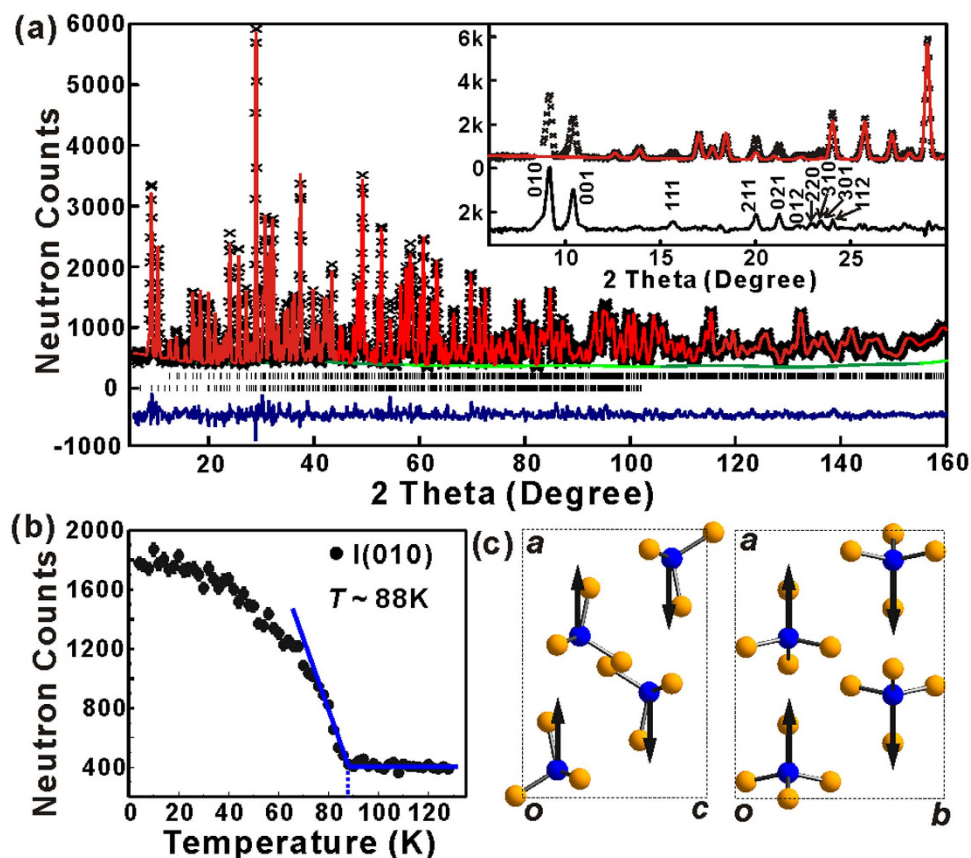 (a)
6000
5000
4000
3000
2000
1000
0
-1000
Neutron Counts
20 40 60 80 100 120 140 160
2 Theta (Degree)
6k
4k
2k
0
2k
010
001
111
211
021
012
220
310
301
112
10 15 20 25
2 Theta (Degree)
(b)
2000
1600
1200
800
400
Neutron Counts
I(010)
T ~ 88K
0 20 40 60 80 100 120
Temperature (K)
(c)
a
o
c
a
o
b